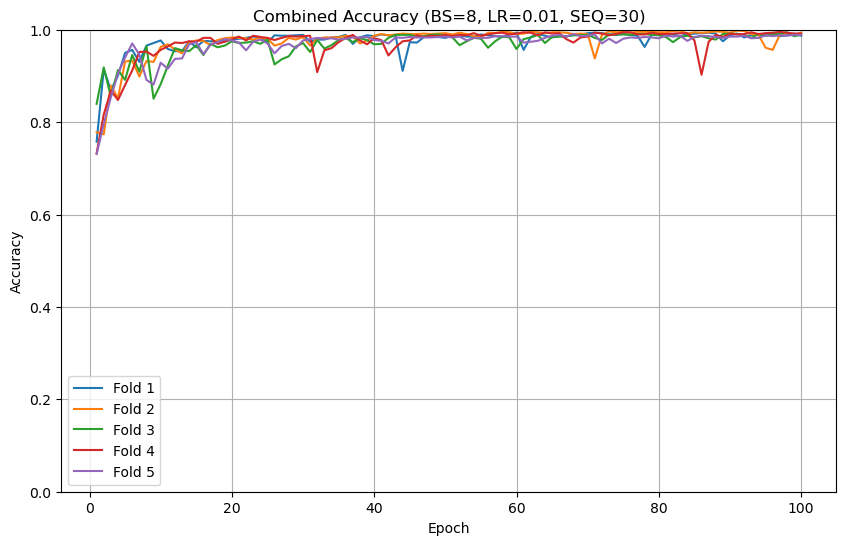 Combined Accuracy (BS=8, LR=0.01, SEQ=30)
1.0
0.8
0.6
0.4
0.2
0.0
Accuracy
Fold 1
Fold 2
Fold 3
Fold 4
Fold 5
0 20 40 60 80 100
Epoch